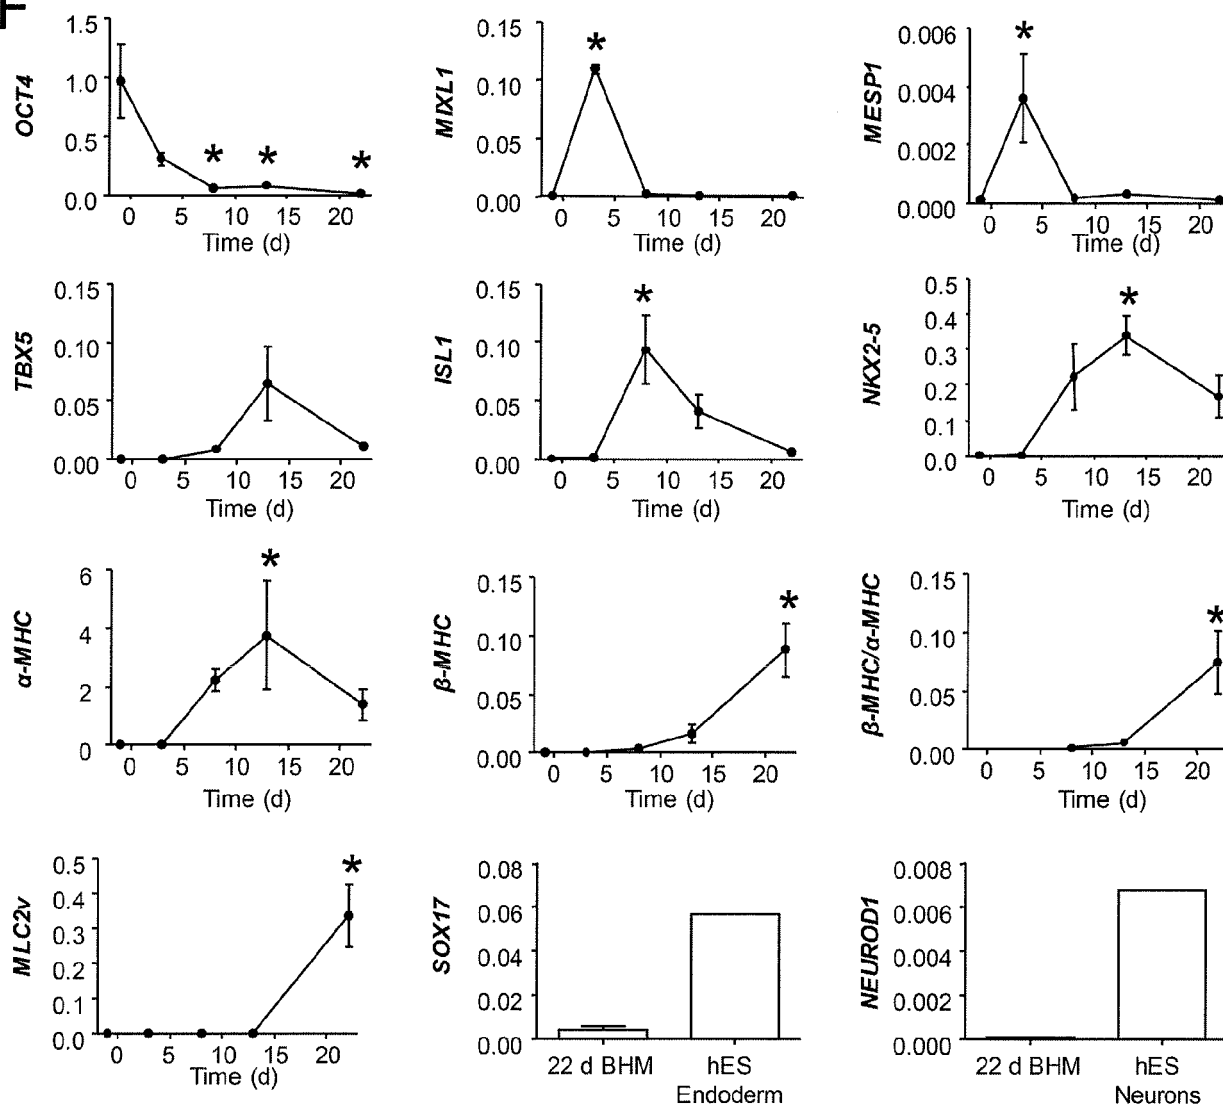 F
OCT4
1.5
1.0
0.5
0.0
0 5 10 15 20
Time (d)
*
*
*
MIXL1
0.15
0.10
0.05
0.00
0 5 10 15 20
Time (d)
*
MESP1
0.006
0.004
0.002
0.000
0 5 10 15 20
Time (d)
*
TBX5
0.15
0.10
0.05
0.00
0 5 10 15 20
Time (d)
ISL1
0.15
0.10
0.05
0.00
0 5 10 15 20
Time (d)
*
NKX2-5
0.5
0.4
0.3
0.2
0.1
0.0
0 5 10 15 20
Time (d)
*
α-MHC
6
4
2
0
0 5 10 15 20
Time (d)
*
β-MHC
0.15
0.10
0.05
0.00
0 5 10 15 20
Time (d)
*
β-MHC/α-MHC
0.15
0.10
0.05
0.00
0 5 10 15 20
Time (d)
*
MLC2v
0.5
0.4
0.3
0.2
0.1
0.0
0 5 10 15 20
Time (d)
*
SOX17
0.08
0.06
0.04
0.02
0.00
22 d BHM hES
Endoderm
NEUROD1
0.008
0.006
0.004
0.002
0.000
22 d BHM hES
Neurons